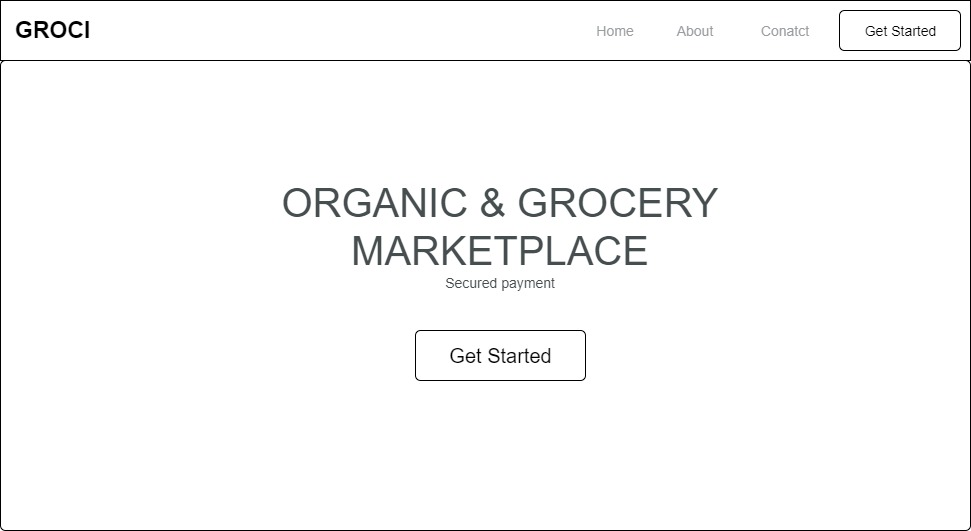 GROCI
Home
About
Conatct
Get Started
ORGANIC & GROCERY
MARKETPLACE
Secured payment
Get Started